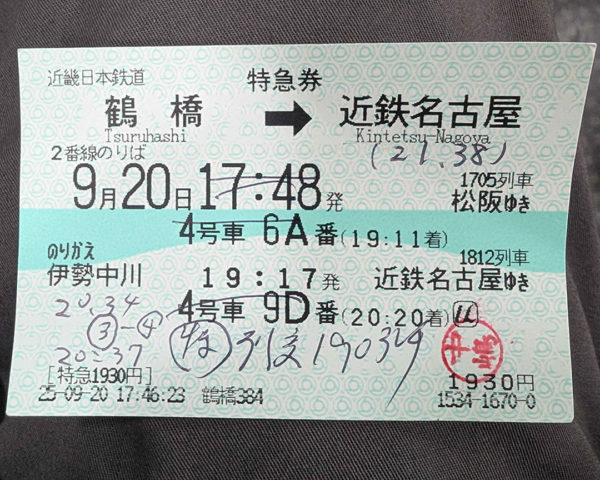 近畿日本鉄道 特急券
鶴橋 ➡ 近鉄名古屋
Tsuruhashi Kintetsu-Nagoya
(21.38)
2番線のりば 1705列車
9月20日 17:48発 松阪ゆき
4号車 6A番(19:11着)
のりかえ 1812列車
伊勢中川 19:17発 近鉄名古屋ゆき
20.34 4号車 9D番(20:20着)
③-④
20:37
[特急1930円] 1930円
25-09-20 17:46:23 鶴橋384 1534-1670-0